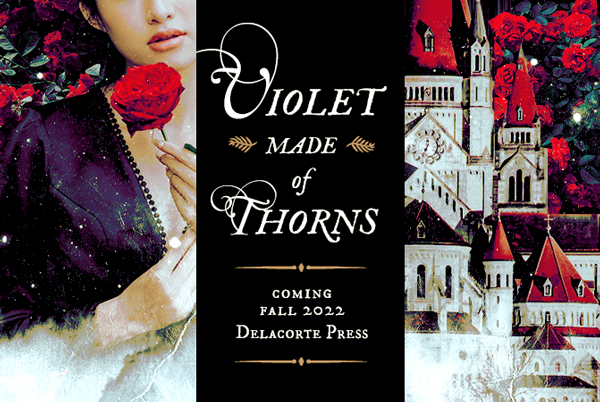 Violet
made
of
Thorns
coming
fall 2022
Delacorte Press